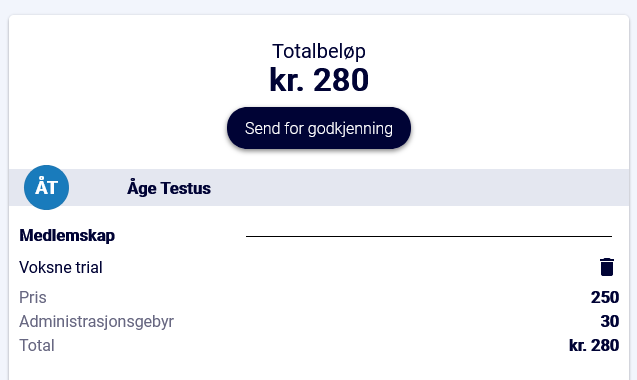 Totalbeløp
kr. 280
Send for godkjenning
ÅT Åge Testus
Medlemskap
Voksne trial
Pris 250
Administrasjonsgebyr 30
Total kr. 280